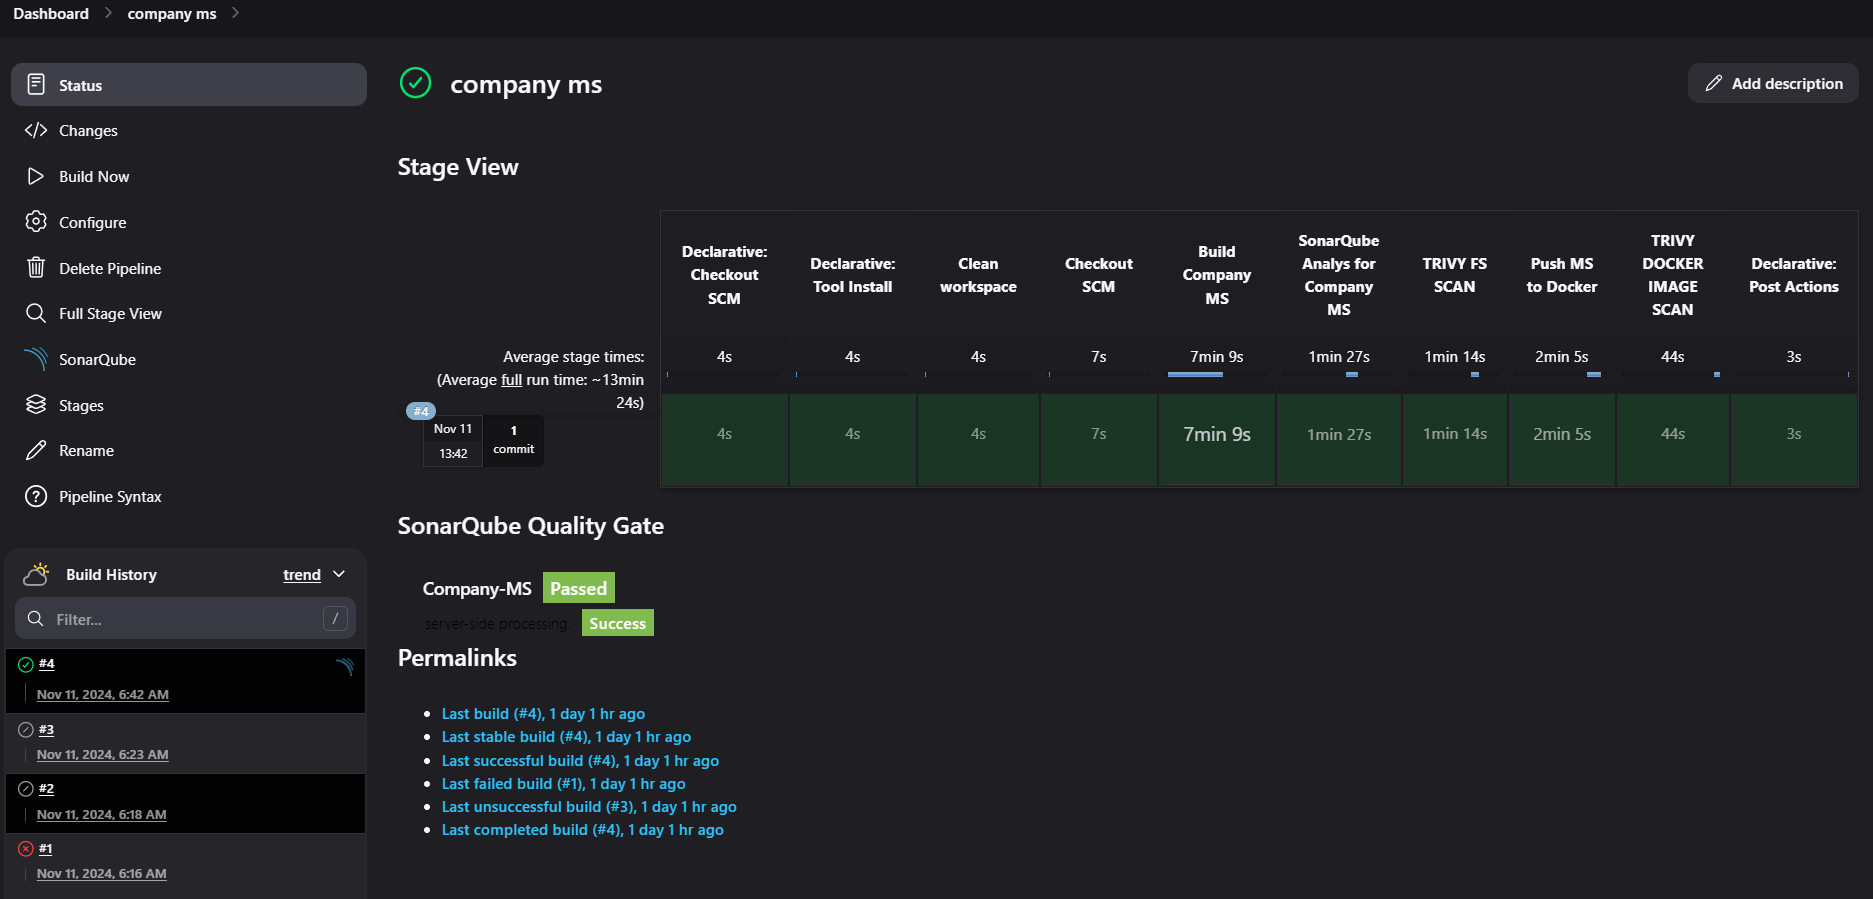 Dashboard > company ms >
Status
Changes
Build Now
Configure
Delete Pipeline
Full Stage View
SonarQube
Stages
Rename
Pipeline Syntax
Build History
trend
Filter...
/
#4
Nov 11, 2024, 6:42 AM
#3
Nov 11, 2024, 6:23 AM
#2
Nov 11, 2024, 6:18 AM
#1
Nov 11, 2024, 6:16 AM
company ms
Add description
Stage View
Declarative:
Checkout
SCM
Declarative:
Tool Install
Clean
workspace
Checkout
SCM
Build
Company
MS
SonarQube
Analys for
Company
MS
TRIVY FS
SCAN
Push MS
to Docker
TRIVY
DOCKER
IMAGE
SCAN
Declarative:
Post Actions
Average stage times:
(Average full run time: ~13min
24s)
4s
4s
4s
7s
7min 9s
1min 27s
1min 14s
2min 5s
44s
3s
#4
Nov 11
13:42
1
commit
4s
4s
4s
7s
7min 9s
1min 27s
1min 14s
2min 5s
44s
3s
SonarQube Quality Gate
Company-MS Passed
server-side processing: Success
Permalinks
Last build (#4), 1 day 1 hr ago
Last stable build (#4), 1 day 1 hr ago
Last successful build (#4), 1 day 1 hr ago
Last failed build (#1), 1 day 1 hr ago
Last unsuccessful build (#3), 1 day 1 hr ago
Last completed build (#4), 1 day 1 hr ago